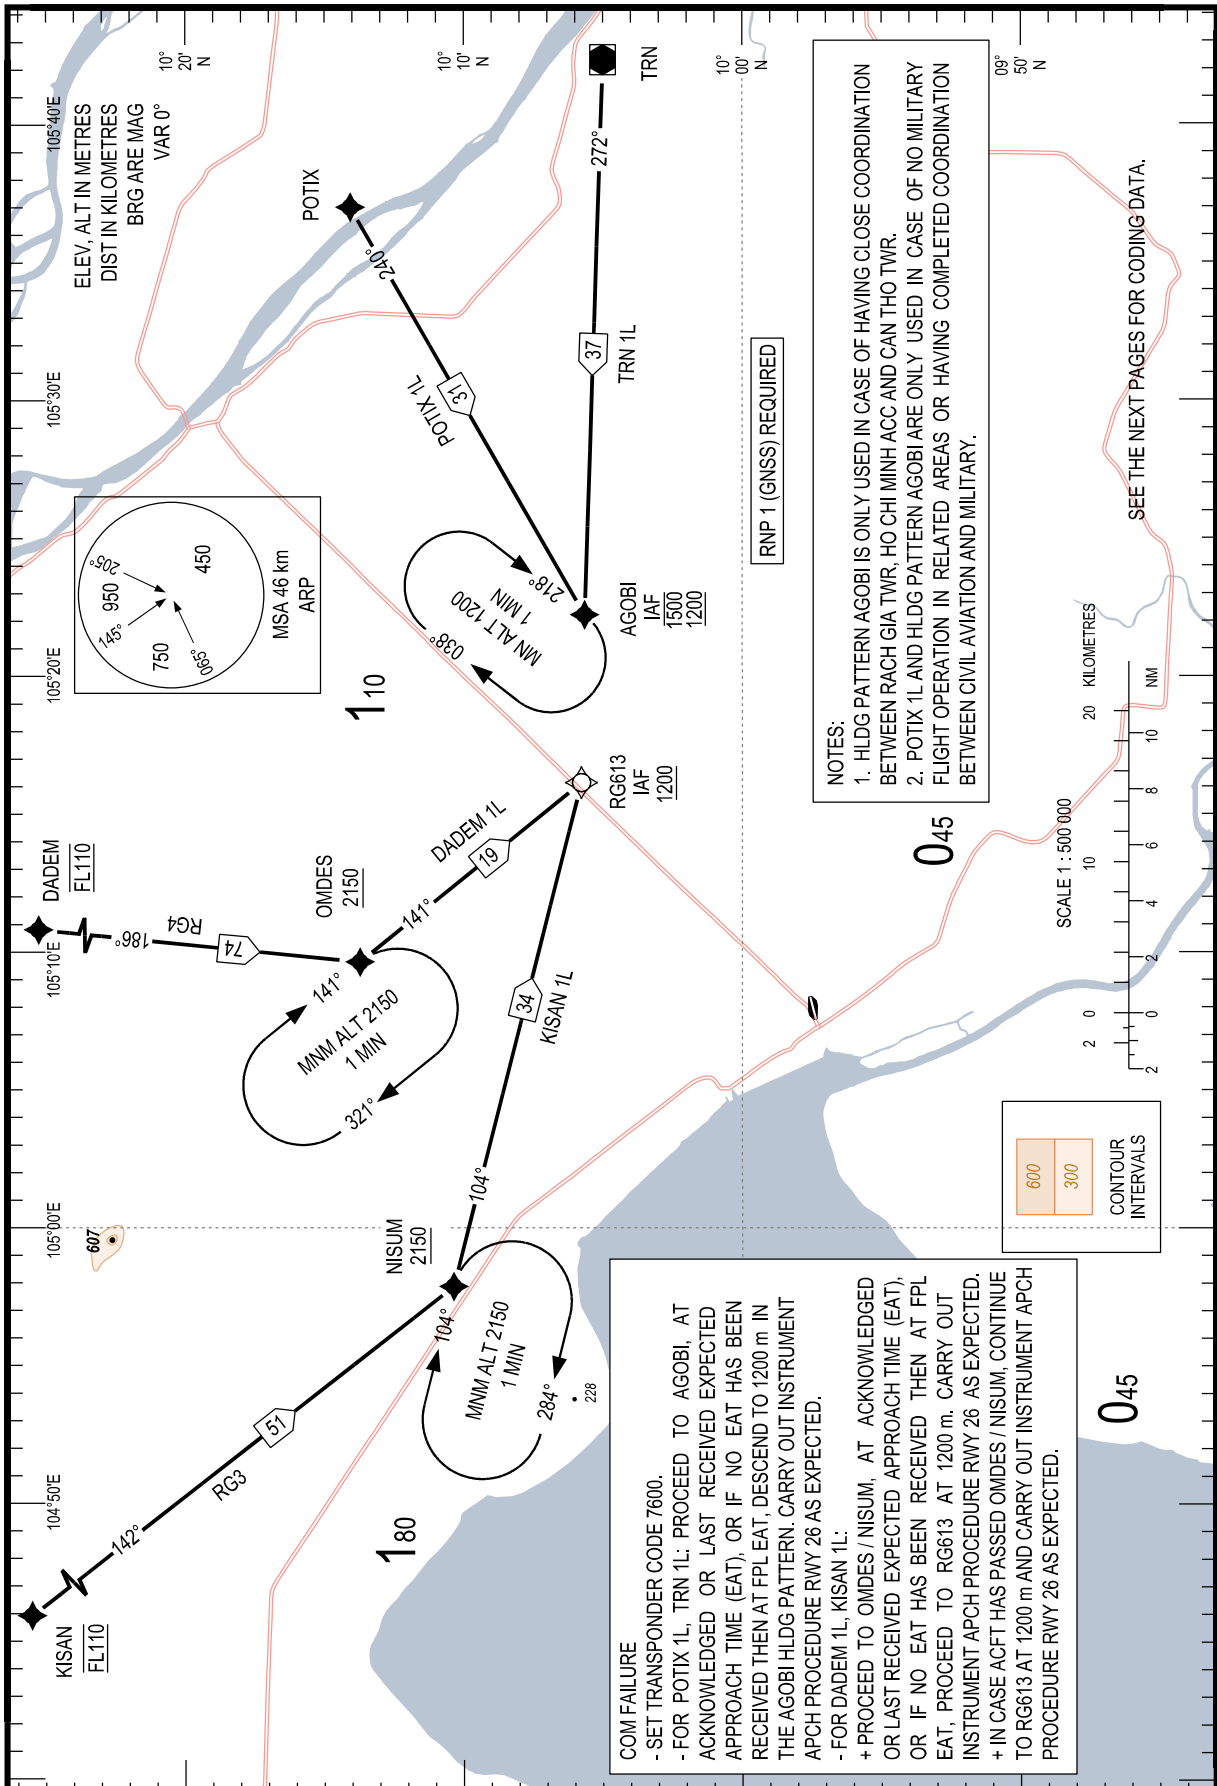 ELEV, ALT IN METRES
DIST IN KILOMETRES
BRG ARE MAG
VAR 0°
104°50'E
105°00'E
105°10'E
105°20'E
105°30'E
105°40'E
10°
20'
N
10°
10'
N
10°
00'
N
09°
50'
N
KISAN
FL110
142°
51
RG3
607
NISUM
2150
104°
MNM ALT 2150
1 MIN
104°
284°
228
34
KISAN 1L
DADEM
FL110
186°
RG4
74
OMDES
2150
141°
MNM ALT 2150
1 MIN
321°
141°
19
DADEM 1L
RG613
IAF
1200
205°
145°
065°
950
750
450
MSA 46 km
ARP
POTIX
240°
31
POTIX 1L
038°
MN ALT 1200
1 MIN
218°
AGOBI
IAF
1500
1200
TRN
272°
37
TRN 1L
180
110
045
045
RNP 1 (GNSS) REQUIRED
COM FAILURE
- SET TRANSPONDER CODE 7600.
- FOR POTIX 1L, TRN 1L: PROCEED TO AGOBI, AT
ACKNOWLEDGED OR LAST RECEIVED EXPECTED
APPROACH TIME (EAT), OR IF NO EAT HAS BEEN
RECEIVED THEN AT FPL EAT, DESCEND TO 1200 m IN
THE AGOBI HLDG PATTERN. CARRY OUT INSTRUMENT
APCH PROCEDURE RWY 26 AS EXPECTED.
- FOR DADEM 1L, KISAN 1L:
+ PROCEED TO OMDES / NISUM, AT ACKNOWLEDGED
OR LAST RECEIVED EXPECTED APPROACH TIME (EAT),
OR IF NO EAT HAS BEEN RECEIVED THEN AT FPL
EAT, PROCEED TO RG613 AT 1200 m. CARRY OUT
INSTRUMENT APCH PROCEDURE RWY 26 AS EXPECTED.
+ IN CASE ACFT HAS PASSED OMDES / NISUM, CONTINUE
TO RG613 AT 1200 m AND CARRY OUT INSTRUMENT APCH
PROCEDURE RWY 26 AS EXPECTED.
600
300
CONTOUR
INTERVALS
NOTES:
1. HLDG PATTERN AGOBI IS ONLY USED IN CASE OF HAVING CLOSE COORDINATION
BETWEEN RACH GIA TWR, HO CHI MINH ACC AND CAN THO TWR.
2. POTIX 1L AND HLDG PATTERN AGOBI ARE ONLY USED IN CASE OF NO MILITARY
FLIGHT OPERATION IN RELATED AREAS OR HAVING COMPLETED COORDINATION
BETWEEN CIVIL AVIATION AND MILITARY.
SCALE 1 : 500 000
2 0 10 20 KILOMETRES
2 0 2 4 6 8 10 NM
SEE THE NEXT PAGES FOR CODING DATA.